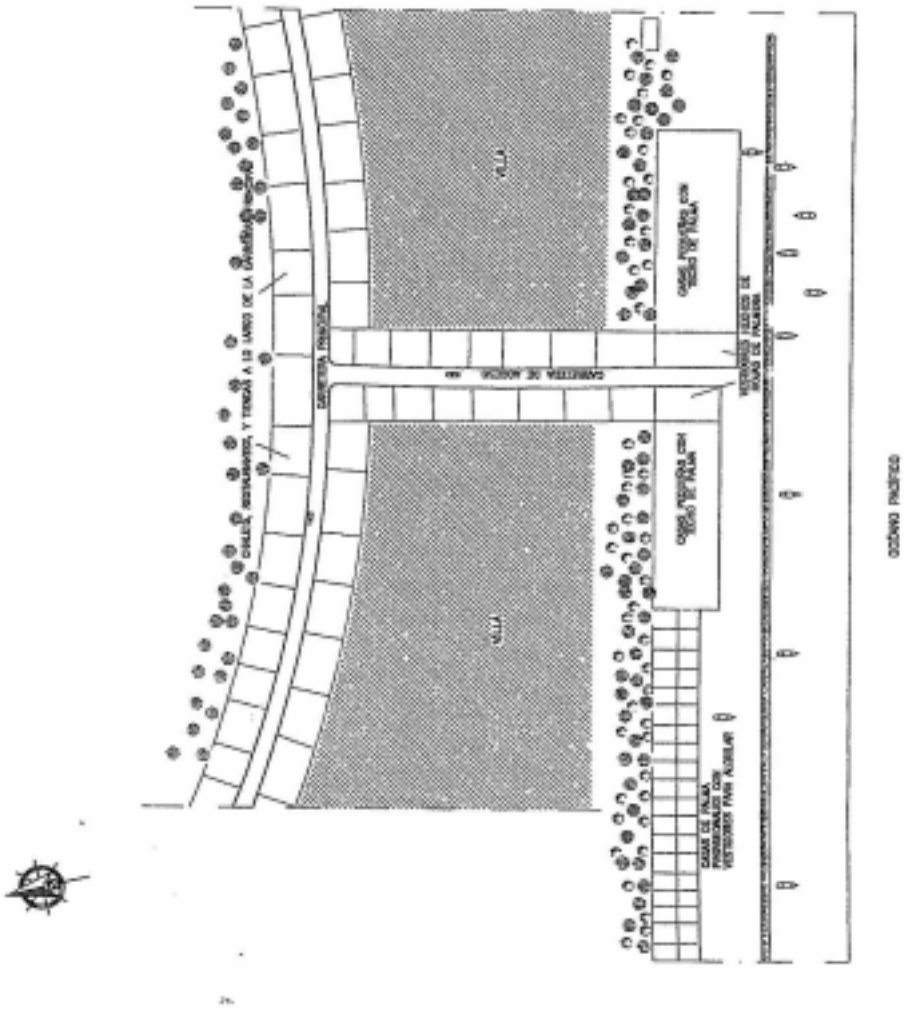 CHOZAS, RESTAURANTES, Y TIENDAS A LO LARGO DE LA CARRETERA PRINCIPAL
CARRETERA PRINCIPAL
VILLA
VILLA
CARRETERA DE ACCESO
CASAS PEQUEÑAS CON
TECHO DE PALMA
CASAS PEQUEÑAS CON
TECHO DE PALMA
VESTIDORES HECHOS DE
HOJAS DE PALMERA
CASAS DE PALMA
PROVISIONALES CON
VESTIDORES PARA ALQUILAR
OCÉANO PACÍFICO